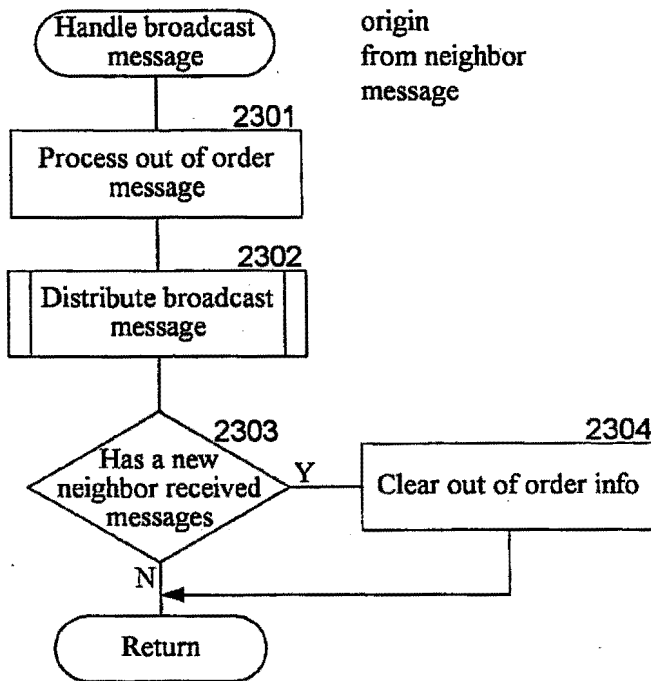 Handle broadcast
message
origin
from neighbor
message
2301
Process out of order
message
2302
Distribute broadcast
message
2303
Has a new
neighbor received
messages
Y
2304
Clear out of order info
N
Return